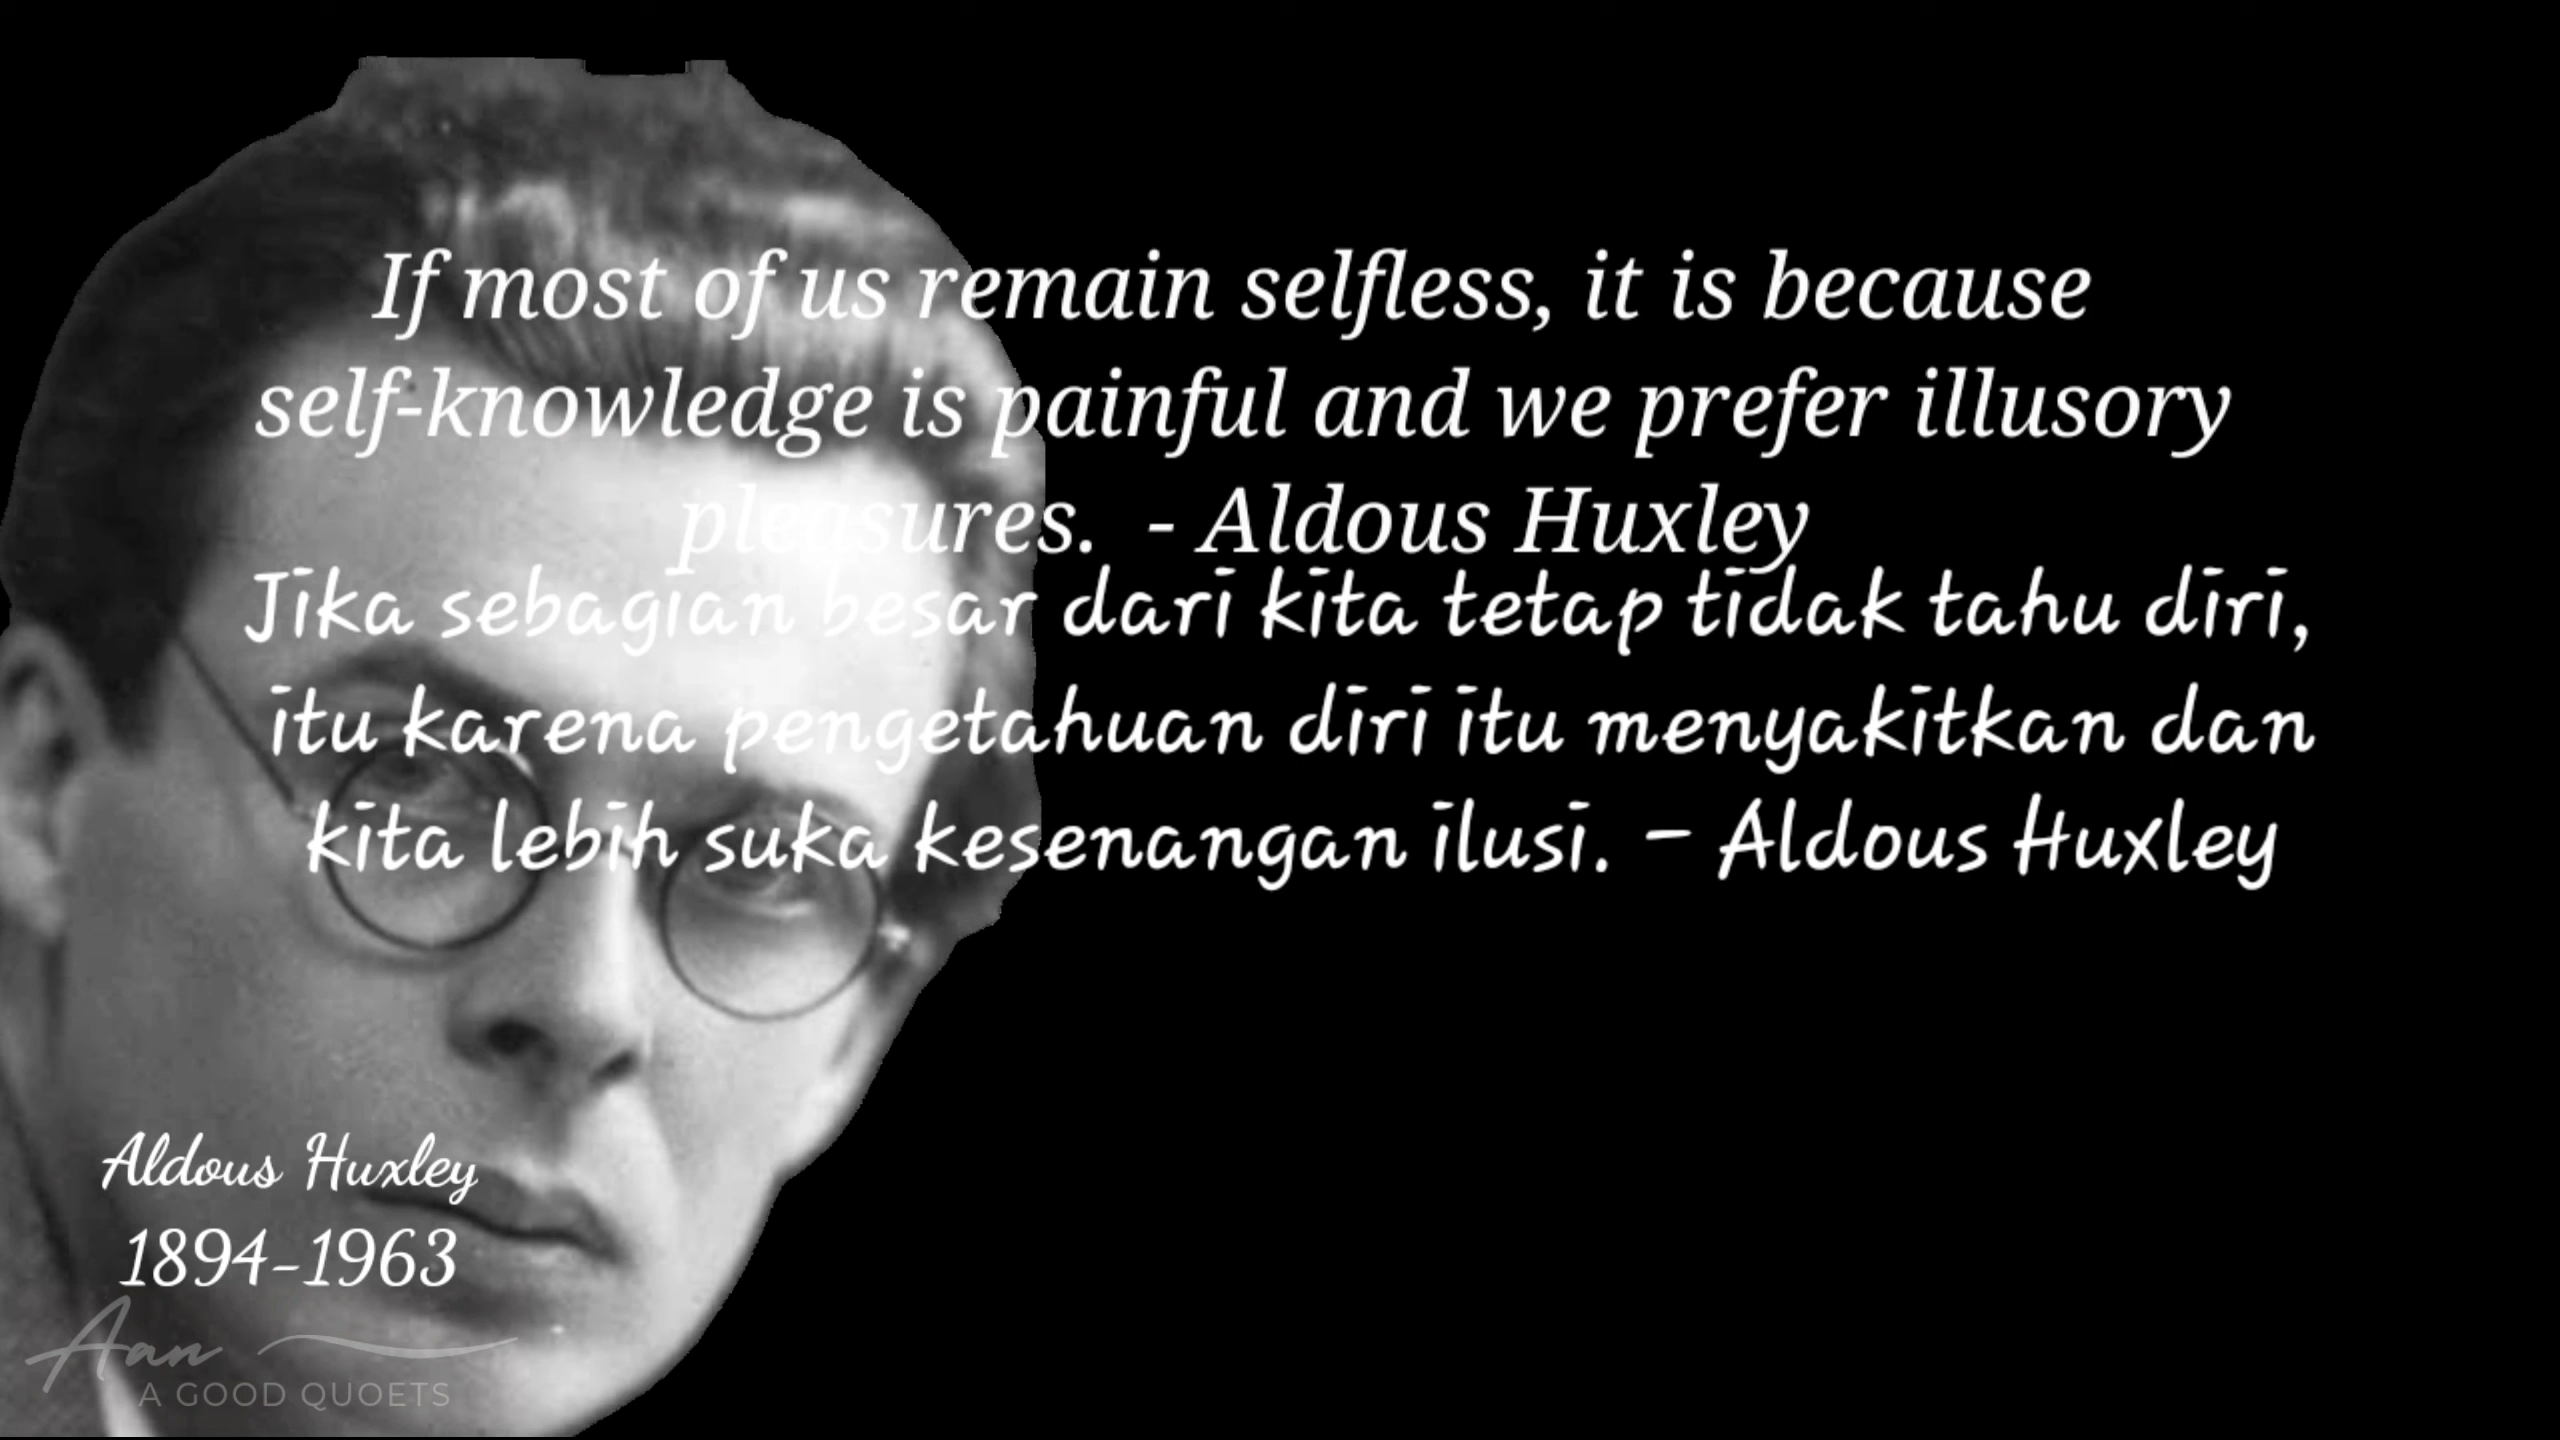 If most of us remain selfless, it is because
self-knowledge is painful and we prefer illusory
pleasures. - Aldous Huxley
Jika sebagian besar dari kita tetap tidak tahu diri,
itu karena pengetahuan diri itu menyakitkan dan
kita lebih suka kesenangan ilusi. – Aldous Huxley
Aldous Huxley
1894-1963
Aan
A GOOD QUOETS